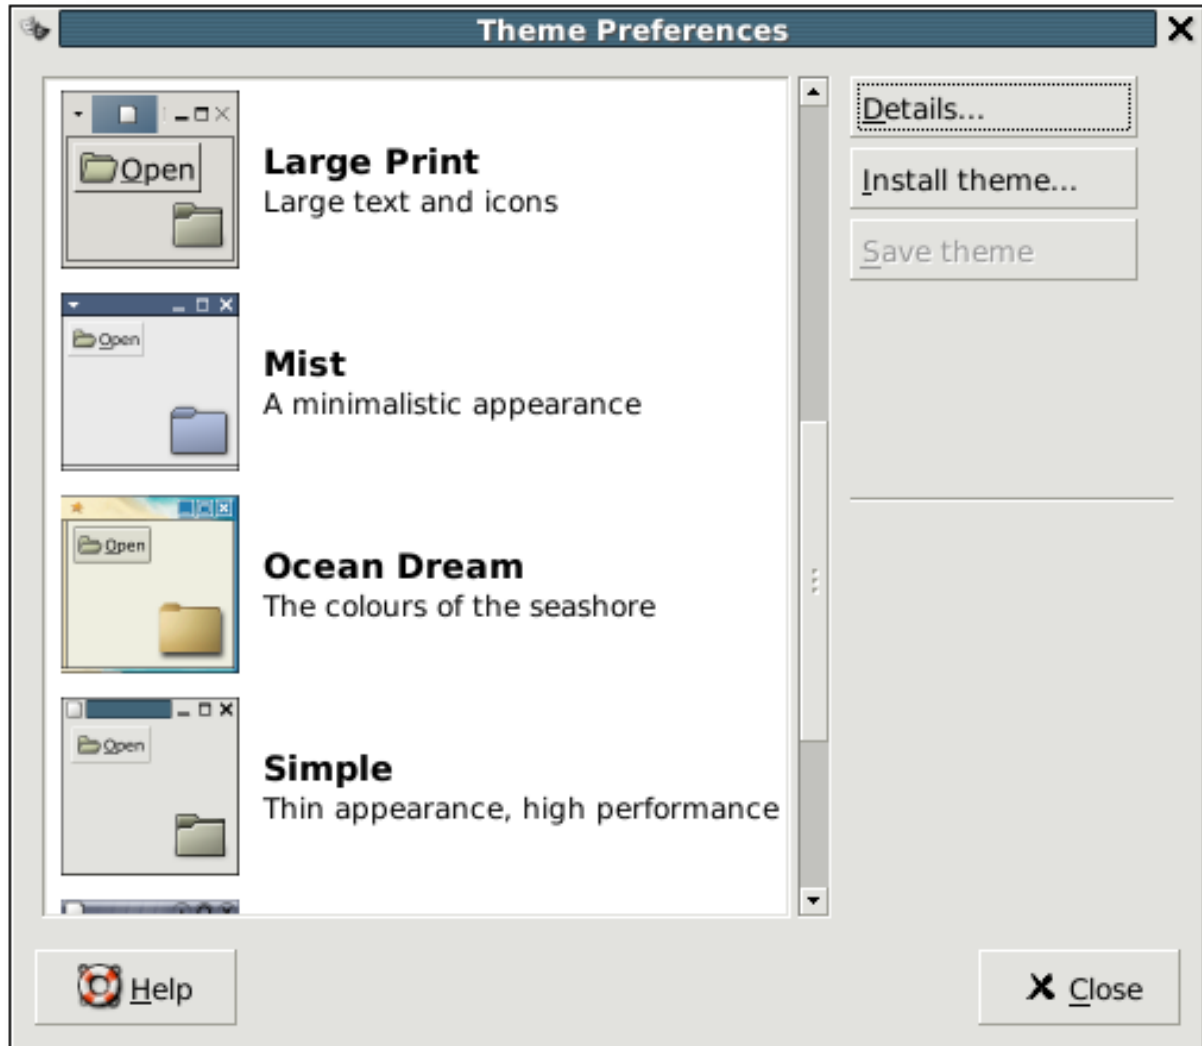 Theme Preferences
Open
Large Print
Large text and icons
Open
Mist
A minimalistic appearance
Open
Ocean Dream
The colours of the seashore
Open
Simple
Thin appearance, high performance
Details...
Install theme...
Save theme
Help
Close